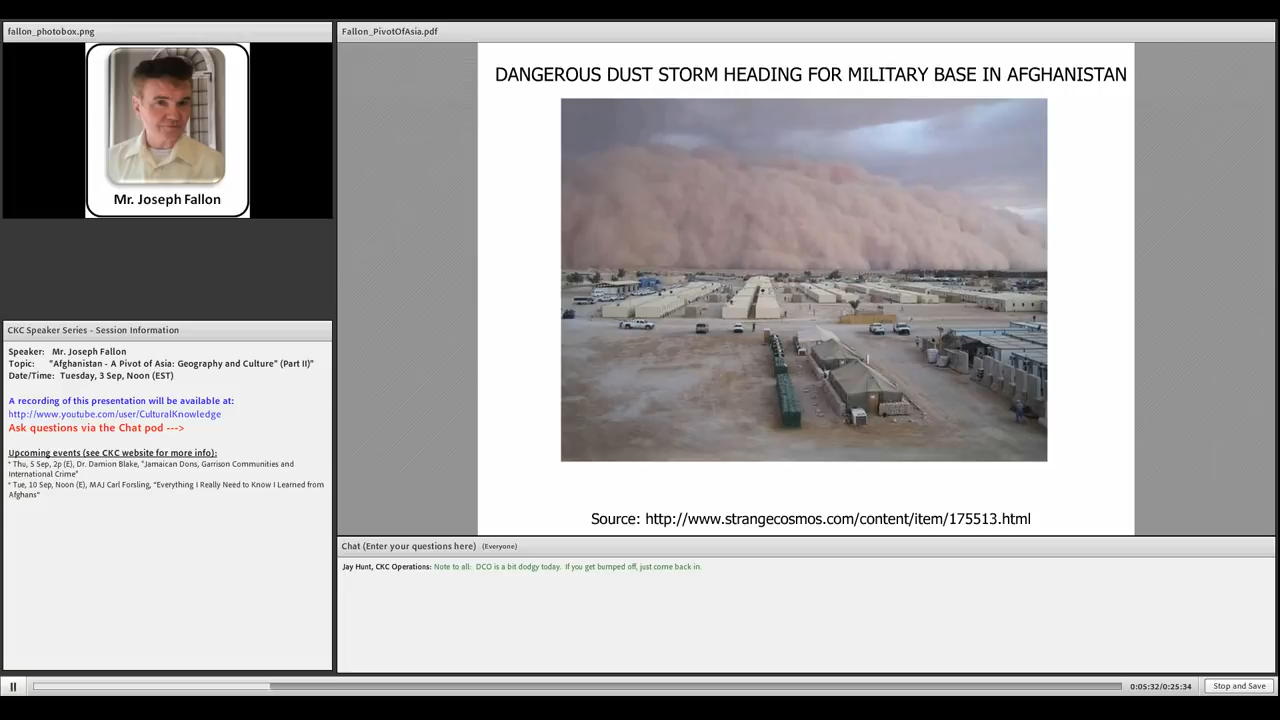 fallon_photobox.png
Mr. Joseph Fallon
CKC Speaker Series - Session Information
Speaker: Mr. Joseph Fallon
Topic: "Afghanistan - A Pivot of Asia: Geography and Culture" (Part II)"
Date/Time: Tuesday, 3 Sep, Noon (EST)
A recording of this presentation will be available at:
http://www.youtube.com/user/CulturalKnowledge
Ask questions via the Chat pod --->
Upcoming events (see CKC website for more info):
* Thu, 5 Sep, 2p (E), Dr. Damion Blake, "Jamaican Dons, Garrison Communities and
International Crime"
* Tue, 10 Sep, Noon (E), MAJ Carl Forsling, "Everything I Really Need to Know I Learned from
Afghans"
Fallon_PivotOfAsia.pdf
DANGEROUS DUST STORM HEADING FOR MILITARY BASE IN AFGHANISTAN
Source: http://www.strangecosmos.com/content/item/175513.html
Chat (Enter your questions here) (Everyone)
Jay Hunt, CKC Operations: Note to all: DCO is a bit dodgy today. If you get bumped off, just come back in.
0:05:32/0:25:34
Stop and Save